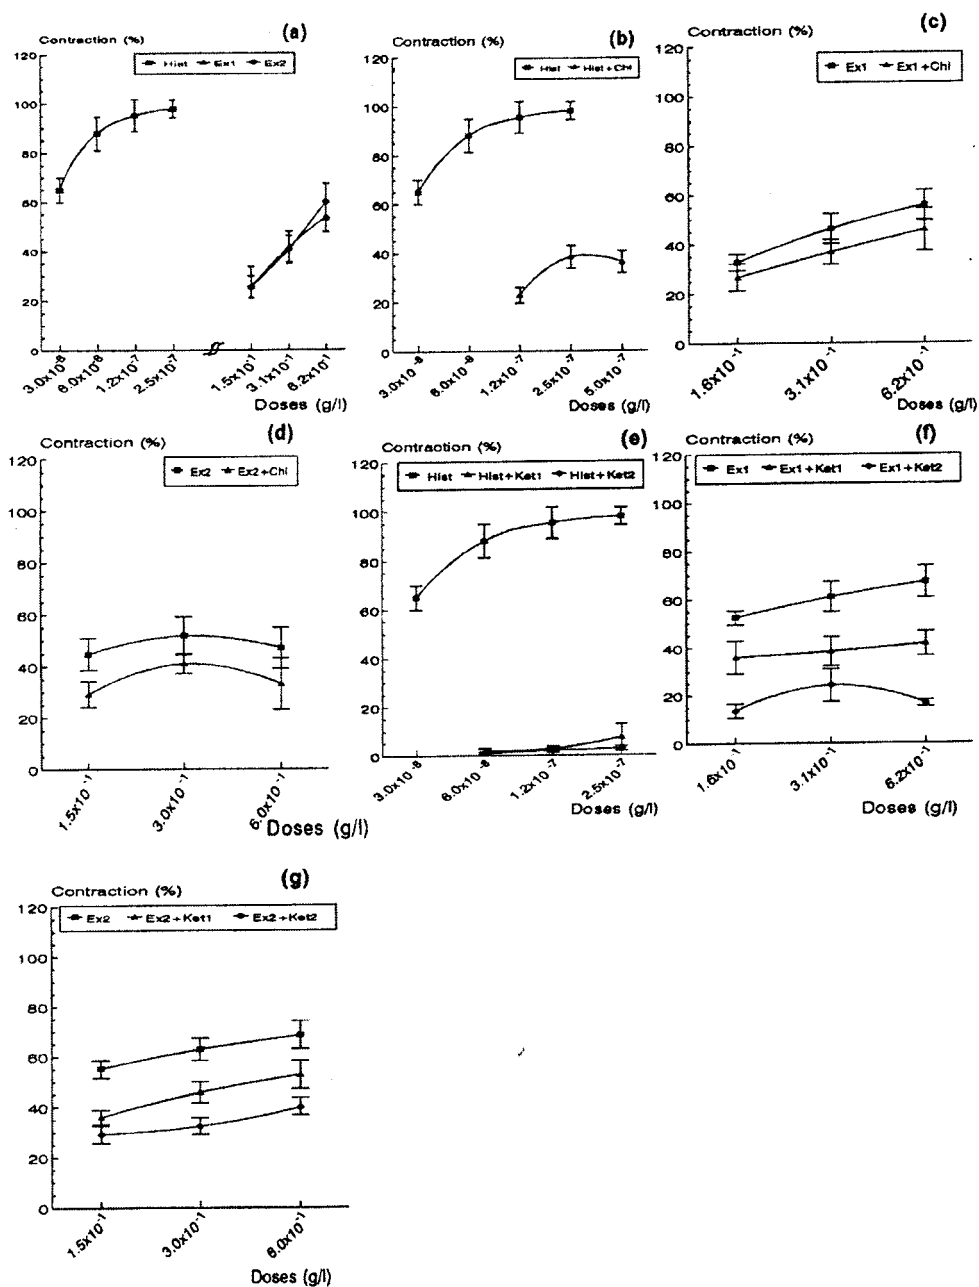 (a)
Contraction (%)
Hist Ex1 Ex2
120
100
80
60
40
20
0
3.0x10-8
6.0x10-8
1.2x10-7
2.5x10-7
1.5x10-1
3.1x10-1
6.2x10-1
Doses (g/l)
(b)
Contraction (%)
Hist Hist+Chl
120
100
80
60
40
20
0
3.0x10-8
6.0x10-8
1.2x10-7
2.5x10-7
5.0x10-7
Doses (g/l)
(c)
Contraction (%)
Ex1 Ex1+Chl
120
100
80
60
40
20
0
1.6x10-1
3.1x10-1
6.2x10-1
Doses (g/l)
(d)
Contraction (%)
Ex2 Ex2+Chl
120
100
80
60
40
20
0
1.5x10-1
3.0x10-1
6.0x10-1
Doses (g/l)
(e)
Contraction (%)
Hist Hist+Ket1 Hist+Ket2
120
100
80
60
40
20
0
3.0x10-8
6.0x10-8
1.2x10-7
2.5x10-7
Doses (g/l)
(f)
Contraction (%)
Ex1 Ex1+Ket1 Ex1+Ket2
120
100
80
60
40
20
0
1.6x10-1
3.1x10-1
6.2x10-1
Doses (g/l)
(g)
Contraction (%)
Ex2 Ex2+Ket1 Ex2+Ket2
120
100
80
60
40
20
0
1.5x10-1
3.0x10-1
6.0x10-1
Doses (g/l)